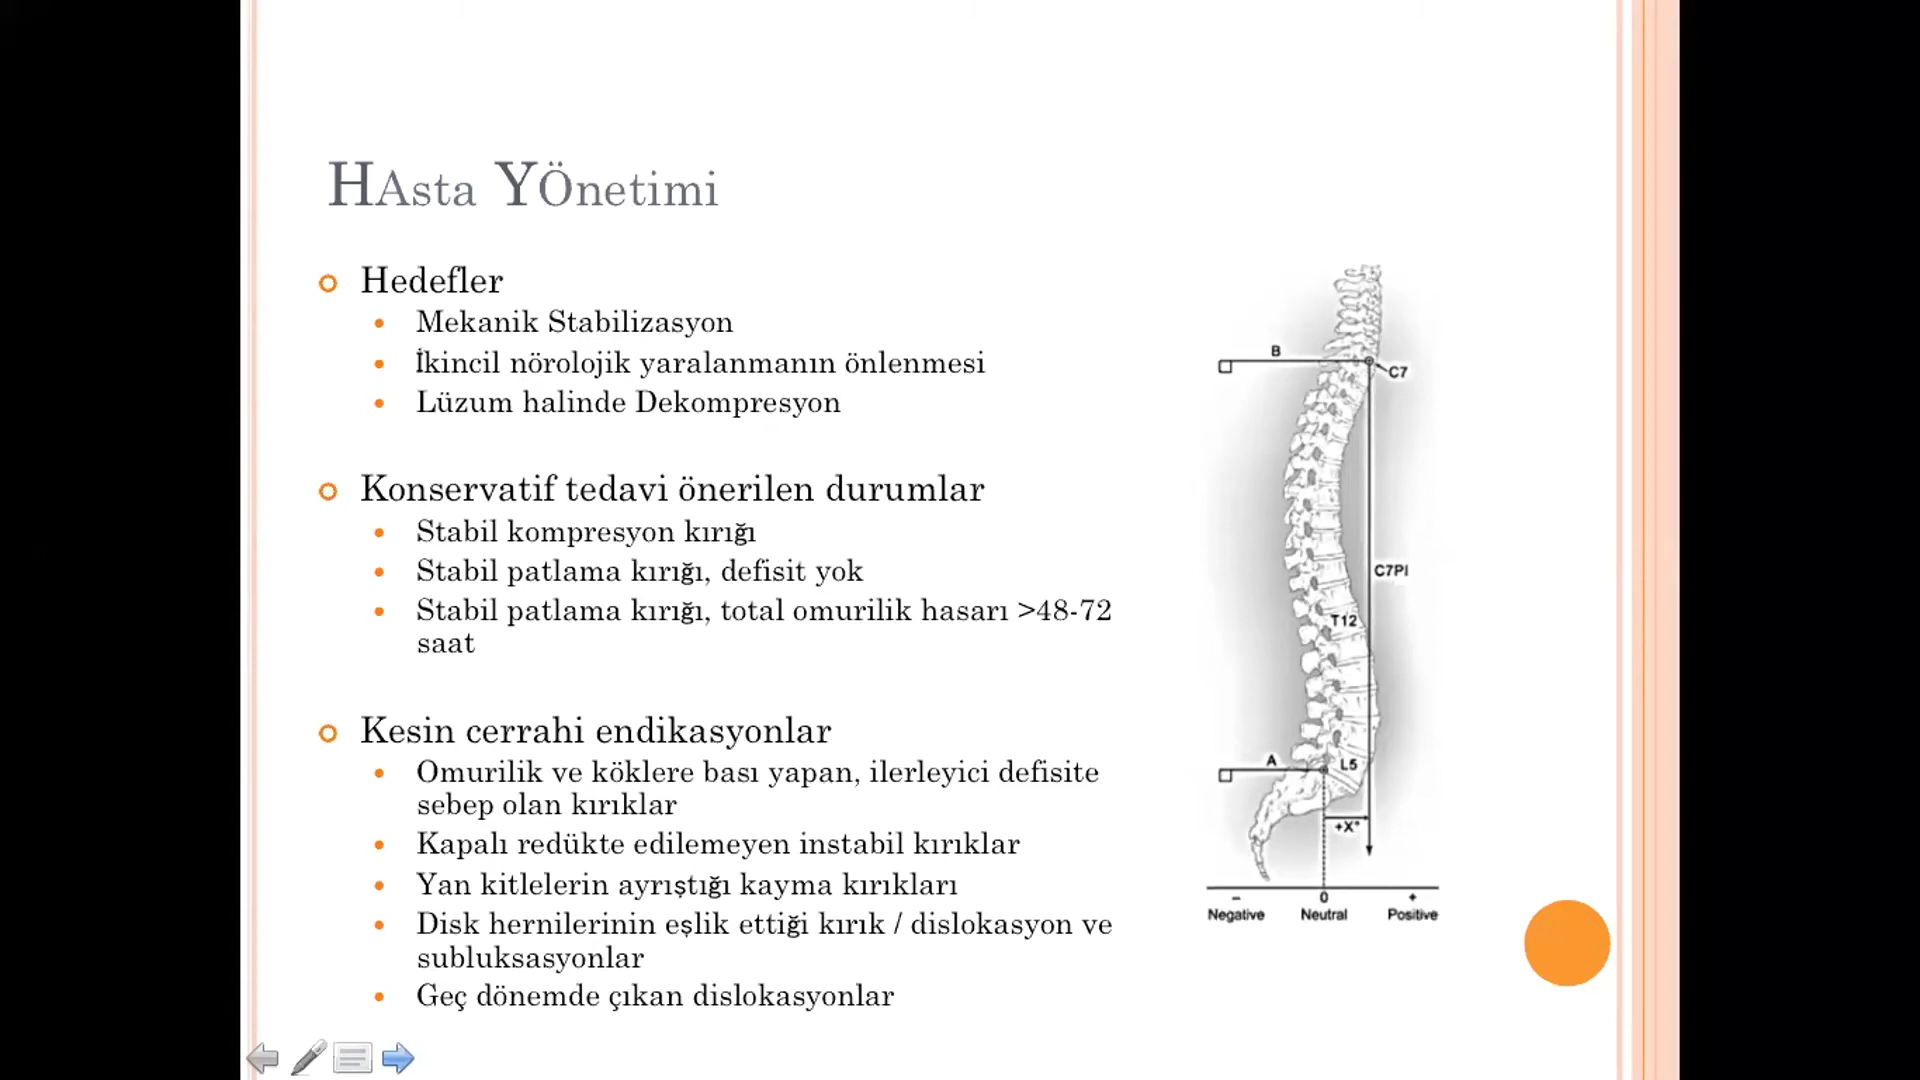 HAsta YÖnetimi
Hedefler
Mekanik Stabilizasyon
İkincil nörolojik yaralanmanın önlenmesi
Lüzum halinde Dekompresyon
Konservatif tedavi önerilen durumlar
Stabil kompresyon kırığı
Stabil patlama kırığı, defisit yok
Stabil patlama kırığı, total omurilik hasarı >48-72
saat
Kesin cerrahi endikasyonlar
Omurilik ve köklere bası yapan, ilerleyici defisite
sebep olan kırıklar
Kapalı redükte edilemeyen instabil kırıklar
Yan kitlelerin ayrıştığı kayma kırıkları
Disk hernilerinin eşlik ettiği kırık / dislokasyon ve
subluksasyonlar
Geç dönemde çıkan dislokasyonlar
B
C7
C7Pl
T12
A
L5
+X°
- 0 +
Negative Neutral Positive